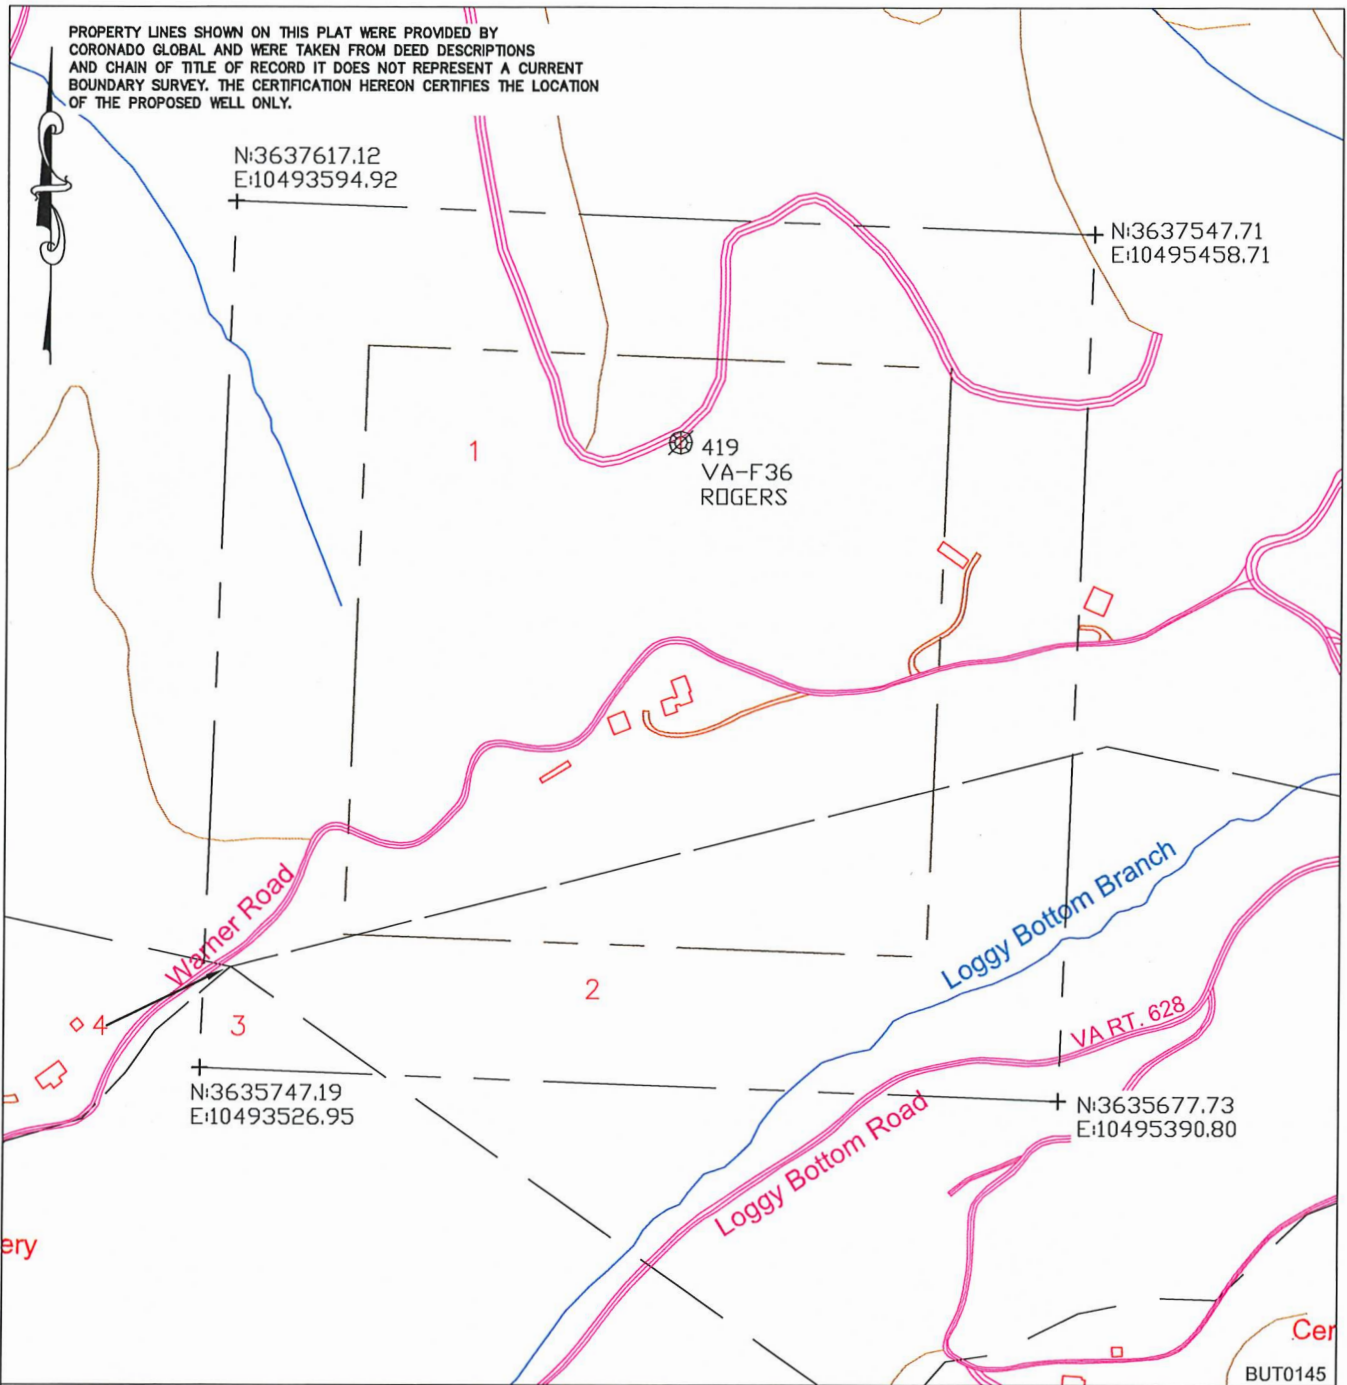 PROPERTY LINES SHOWN ON THIS PLAT WERE PROVIDED BY
CORONADO GLOBAL AND WERE TAKEN FROM DEED DESCRIPTIONS
AND CHAIN OF TITLE OF RECORD IT DOES NOT REPRESENT A CURRENT
BOUNDARY SURVEY. THE CERTIFICATION HEREON CERTIFIES THE LOCATION
OF THE PROPOSED WELL ONLY.
N:3637617.12
E:10493594.92
N:3637547.71
E:10495458.71
1
419
VA-F36
ROGERS
Warner Road
Loggy Bottom Branch
2
VA RT. 628
4
3
N:3635747.19
E:10493526.95
N:3635677.73
E:10495390.80
Loggy Bottom Road
ery
Cer
BUT0145